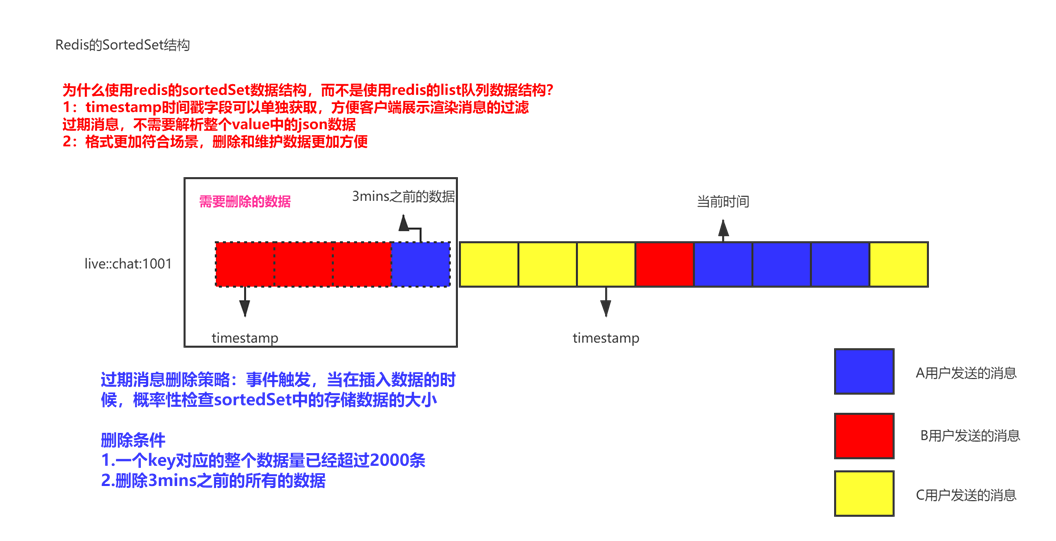 Redis的SortedSet结构
为什么使用redis的sortedSet数据结构，而不是使用redis的list队列数据结构？
1：timestamp时间戳字段可以单独获取，方便客户端展示渲染消息的过滤
过期消息，不需要解析整个value中的json数据
2：格式更加符合场景，删除和维护数据更加方便
需要删除的数据
3mins之前的数据
当前时间
live::chat:1001
timestamp
timestamp
过期消息删除策略：事件触发，当在插入数据的时
候，概率性检查sortedSet中的存储数据的大小
删除条件
1.一个key对应的整个数据量已经超过2000条
2.删除3mins之前的所有的数据
A用户发送的消息
B用户发送的消息
C用户发送的消息